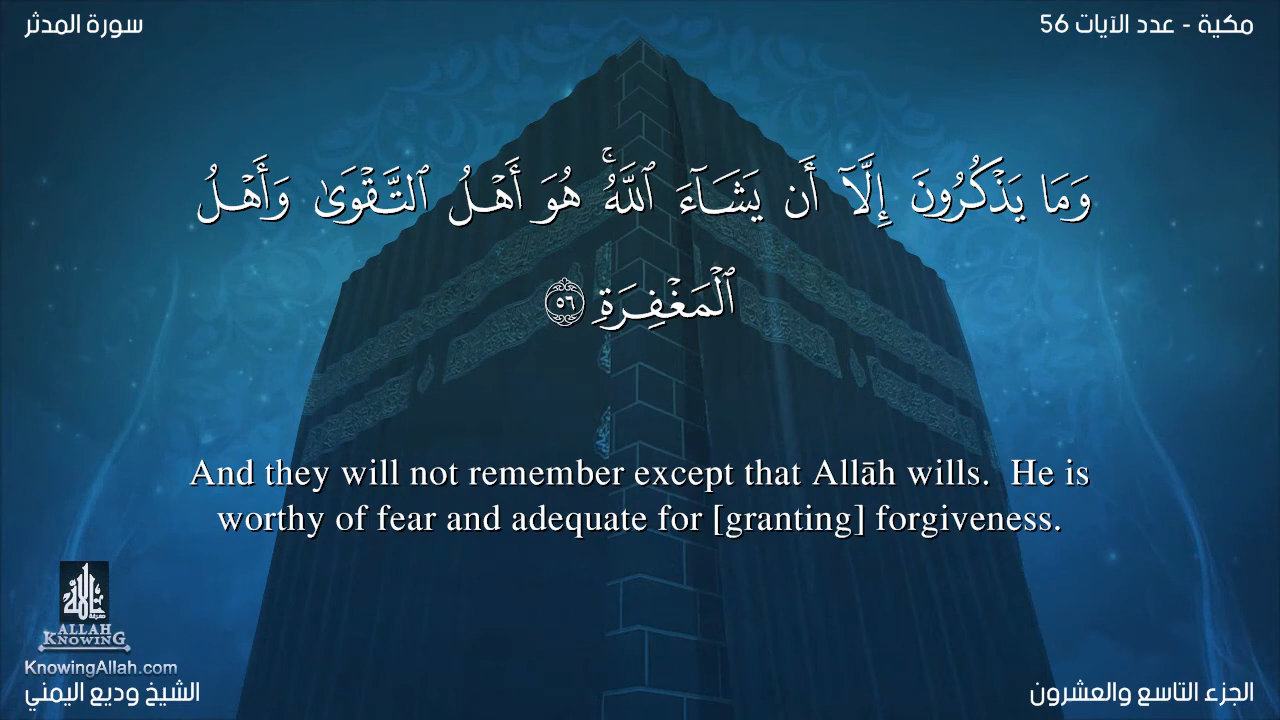 سورة المدثر
مكية - عدد الآيات 56
وَمَا يَذْكُرُونَ إِلَّآ أَن يَشَآءَ ٱللَّهُ ۚ هُوَ أَهْلُ ٱلتَّقْوَىٰ وَأَهْلُ
ٱلْمَغْفِرَةِ ٥٦
And they will not remember except that Allāh wills.  He is
worthy of fear and adequate for [granting] forgiveness.
ALLAH
KNOWING
KnowingAllah.com
الشيخ وديع اليمني
الجزء التاسع والعشرون